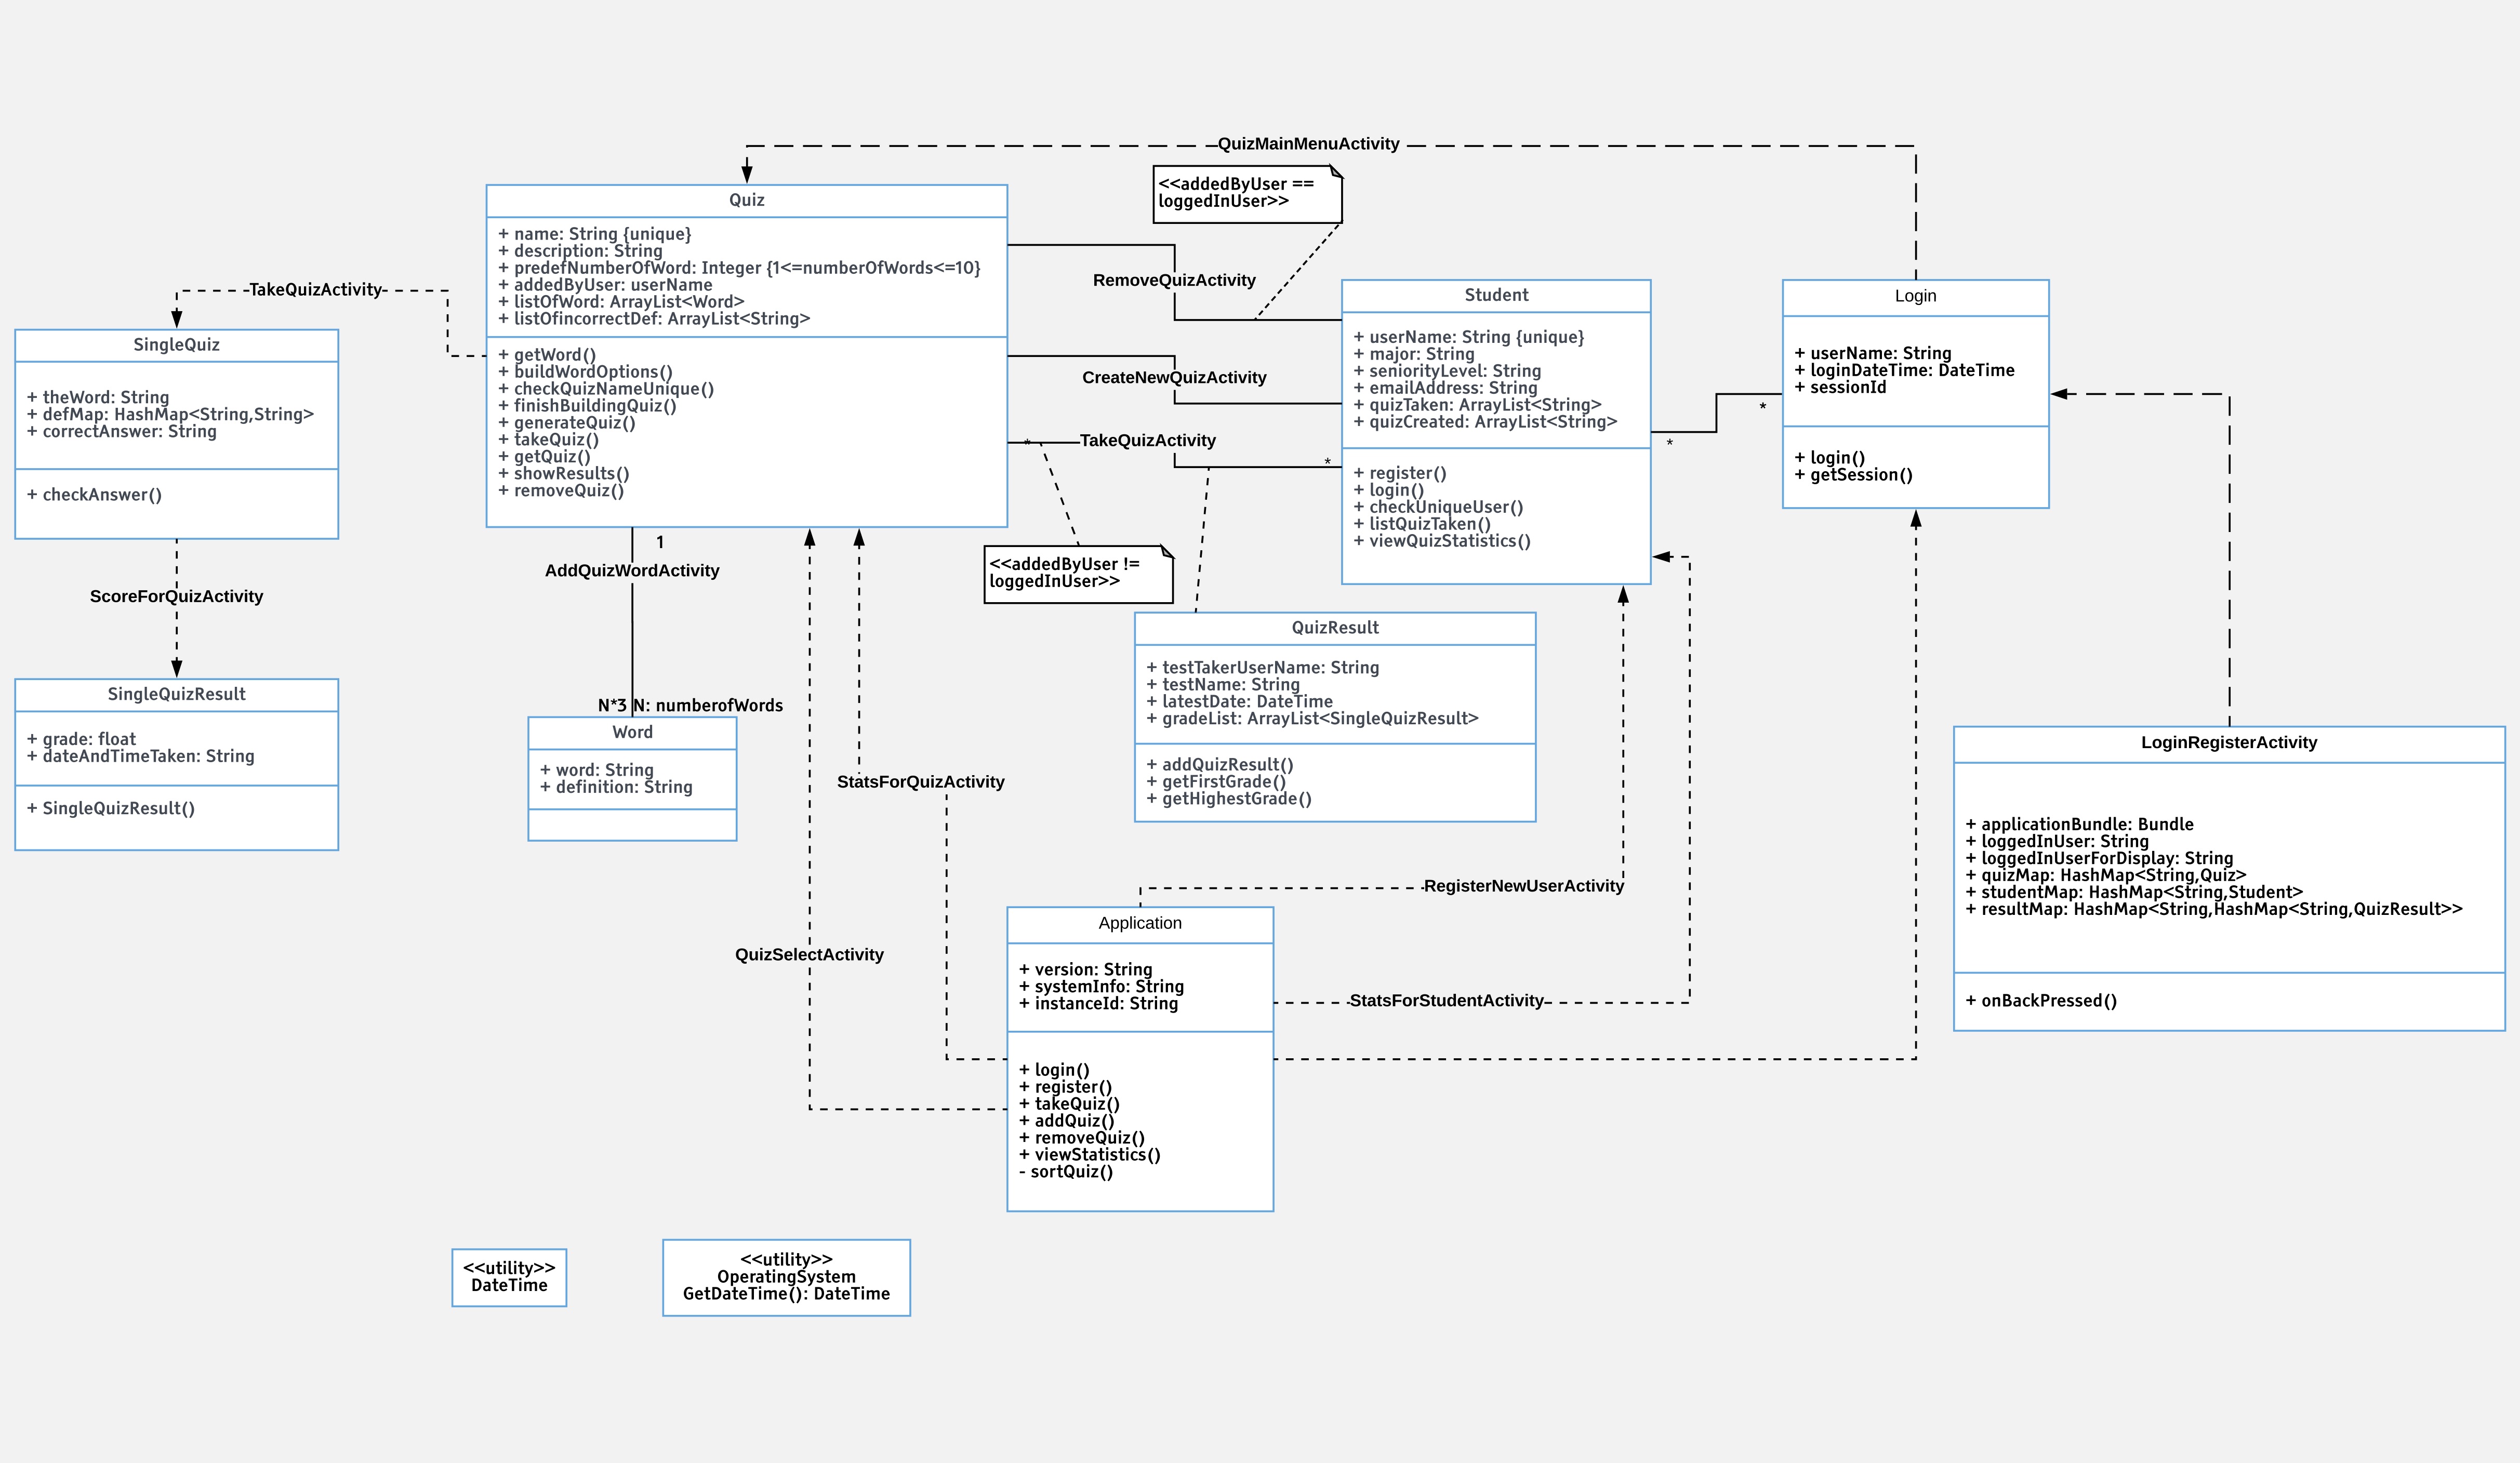 QuizMainMenuActivity
<<addedByUser ==
loggedInUser>>
Quiz
+ name: String {unique}
+ description: String
+ predefNumberOfWord: Integer {1<=numberOfWords<=10}
+ addedByUser: userName
+ listOfWord: ArrayList<Word>
+ listOfincorrectDef: ArrayList<String>
+ getWord()
+ buildWordOptions()
+ checkQuizNameUnique()
+ finishBuildingQuiz()
+ generateQuiz()
+ takeQuiz()
+ getQuiz()
+ showResults()
+ removeQuiz()
RemoveQuizActivity
CreateNewQuizActivity
* TakeQuizActivity
*
Student
+ userName: String {unique}
+ major: String
+ seniorityLevel: String
+ emailAddress: String
+ quizTaken: ArrayList<String>
+ quizCreated: ArrayList<String>
+ register()
+ login()
+ checkUniqueUser()
+ listQuizTaken()
+ viewQuizStatistics()
*
*
Login
+ userName: String
+ loginDateTime: DateTime
+ sessionId
+ login()
+ getSession()
TakeQuizActivity
SingleQuiz
+ theWord: String
+ defMap: HashMap<String,String>
+ correctAnswer: String
+ checkAnswer()
ScoreForQuizActivity
SingleQuizResult
+ grade: float
+ dateAndTimeTaken: String
+ SingleQuizResult()
1
AddQuizWordActivity
N*3 N: numberofWords
Word
+ word: String
+ definition: String
<<addedByUser !=
loggedInUser>>
QuizResult
+ testTakerUserName: String
+ testName: String
+ latestDate: DateTime
+ gradeList: ArrayList<SingleQuizResult>
+ addQuizResult()
+ getFirstGrade()
+ getHighestGrade()
StatsForQuizActivity
QuizSelectActivity
RegisterNewUserActivity
StatsForStudentActivity
Application
+ version: String
+ systemInfo: String
+ instanceId: String
+ login()
+ register()
+ takeQuiz()
+ addQuiz()
+ removeQuiz()
+ viewStatistics()
- sortQuiz()
LoginRegisterActivity
+ applicationBundle: Bundle
+ loggedInUser: String
+ loggedInUserForDisplay: String
+ quizMap: HashMap<String,Quiz>
+ studentMap: HashMap<String,Student>
+ resultMap: HashMap<String,HashMap<String,QuizResult>>
+ onBackPressed()
<<utility>>
DateTime
<<utility>>
OperatingSystem
GetDateTime(): DateTime